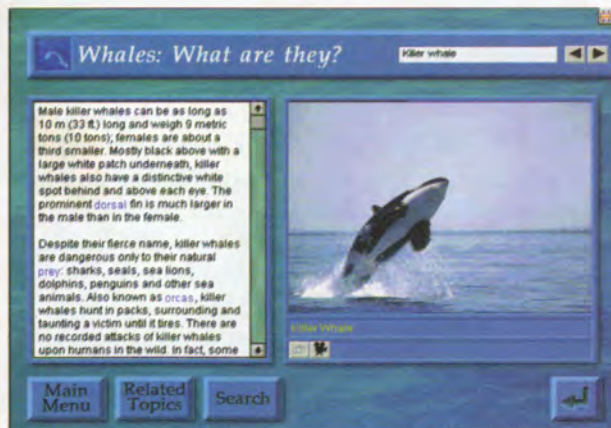 Whales: What are they?
Killer whale
Male killer whales can be as long as
10 m (33 ft.) long and weigh 9 metric
tons (10 tons); females are about a
third smaller. Mostly black above with a
large white patch underneath, killer
whales also have a distinctive white
spot behind and above each eye. The
prominent dorsal fin is much larger in
the male than in the female.
Despite their fierce name, killer whales
are dangerous only to their natural
prey: sharks, seals, sea lions,
dolphins, penguins and other sea
animals. Also known as orcas, killer
whales hunt in packs, surrounding and
taunting a victim until it tires. There are
no recorded attacks of killer whales
upon humans in the wild. In fact, some
Killer Whale
Main
Menu
Related
Topics
Search